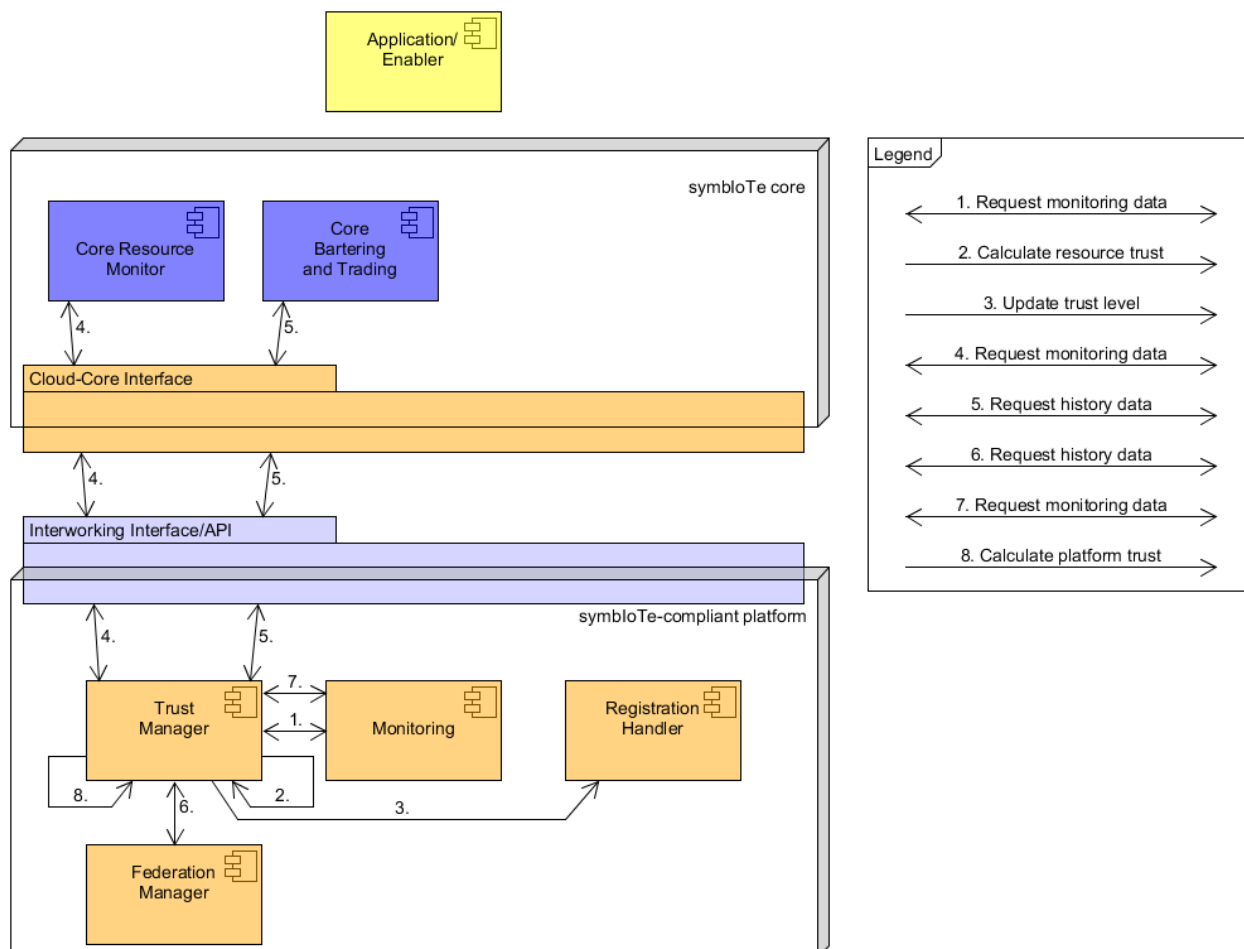 Application/
Enabler
symbIoTe core
Core Resource
Monitor
Core
Bartering
and Trading
4.
5.
Cloud-Core Interface
4.
5.
Interworking Interface/API
symbIoTe-compliant platform
4.
5.
Trust
Manager
7.
1.
Monitoring
Registration
Handler
8.
2.
6.
3.
Federation
Manager
Legend
1. Request monitoring data
2. Calculate resource trust
3. Update trust level
4. Request monitoring data
5. Request history data
6. Request history data
7. Request monitoring data
8. Calculate platform trust